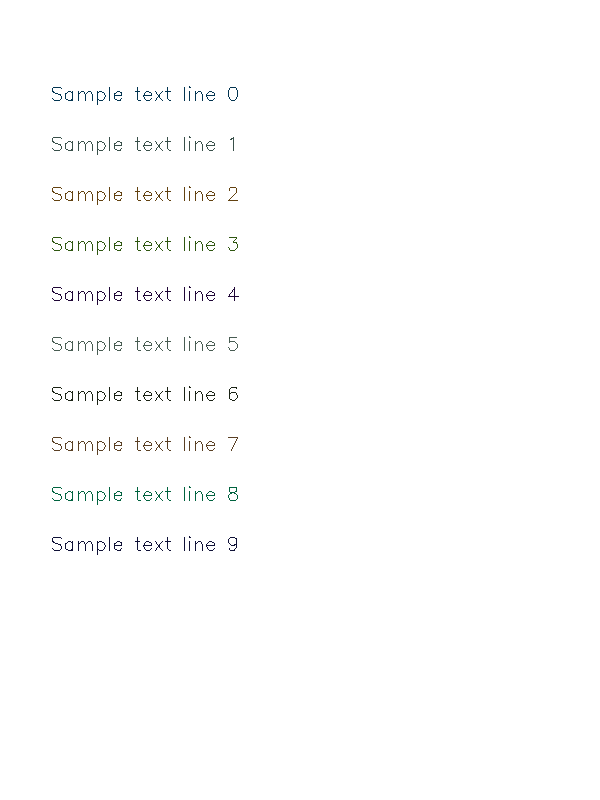 Sample text line 0
Sample text line 1
Sample text line 2
Sample text line 3
Sample text line 4
Sample text line 5
Sample text line 6
Sample text line 7
Sample text line 8
Sample text line 9